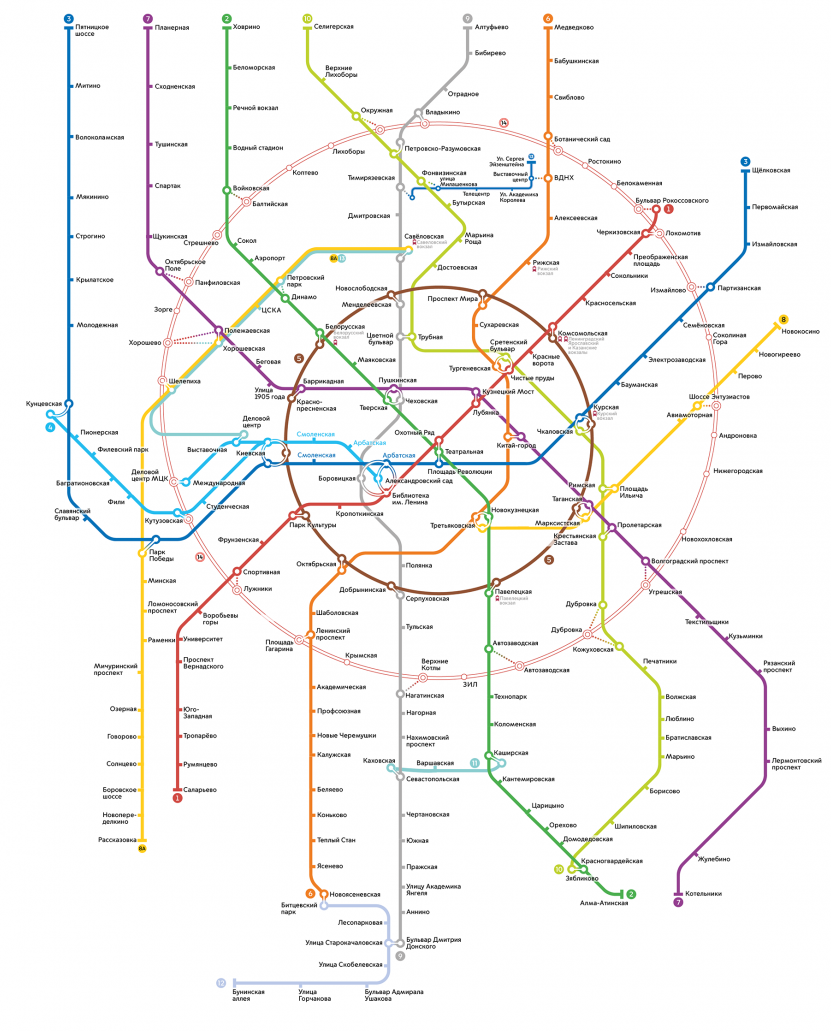 3
Пятницкое
шоссе
7
Планерная
2
Ховрино
10
Селигерская
9
Алтуфьево
6
Медведково
Беломорская
Верхние
Лихоборы
Бибирево
Бабушкинская
Митино
Сходненская
Речной вокзал
Отрадное
Свиблово
Окружная
Владыкино
14
Волоколамская
Тушинская
Водный стадион
Лихоборы
Петровско-Разумовская
Ботанический сад
Ростокино
Ул. Сергея
Эйзенштейна
3
Щёлковская
Коптево
Тимирязевская
Фонвизинская
улица
Милашенкова
Выставочный
центр
ВДНХ
Белокаменная
Мякинино
Спартак
Войковская
Балтийская
Телецентр
Ул. Академика
Королева
Бутырская
Бульвар Рокоссовского
1
Первомайская
Дмитровская
Алексеевская
Строгино
Щукинская
Стрешнево
Сокол
Марьина
Роща
Черкизовская
Локомотив
Измайловская
Савёловская
Савеловский
вокзал
8А
11
Аэропорт
Октябрьское
Поле
Панфиловская
Петровский
парк
Достоевская
Рижская
Рижский
вокзал
Преображенская
площадь
Сокольники
Крылатское
Новослободская
Менделеевская
Проспект Мира
Измайлово
Партизанская
Динамо
ЦСКА
Зорге
Красносельская
Молодежная
Полежаевская
Белорусская
Белорусский
вокзал
Сухаревская
Комсомольская
Ленинградский
Ярославский
и Казанские
вокзалы
Семёновская
8
Новокосино
Хорошево
Хорошевская
Цветной
бульвар
Трубная
Сретенский
бульвар
Соколиная
Гора
Новогиреево
5
Беговая
Маяковская
Тургеневская
Красные
ворота
Электрозаводская
Перово
Шелепиха
Баррикадная
Пушкинская
Чистые пруды
Бауманская
Улица
1905 года
Красно-
пресненская
Чеховская
Тверская
Кузнецкий Мост
Лубянка
Шоссе Энтузиастов
Кунцевская
4
Курская
Курский
вокзал
Авиамоторная
Деловой
центр
Охотный Ряд
Чкаловская
Пионерская
Смоленская
Арбатская
Театральная
Китай-город
Андроновка
Филевский парк
Выставочная
Киевская
Смоленская
Арбатская
Площадь Революции
Деловой
центр МЦК
Международная
Боровицкая
Александровский сад
Нижегородская
Багратионовская
Студенческая
Библиотека
им. Ленина
Римская
Площадь
Ильича
Фили
Таганская
Славянский
бульвар
Кутузовская
Парк Культуры
Кропоткинская
Новокузнецкая
Третьяковская
Марксистская
Пролетарская
Крестьянская
Застава
Новохохловская
Парк
Победы
Фрунзенская
14
Октябрьская
Полянка
5
Волгоградский проспект
Спортивная
Минская
Лужники
Добрынинская
Серпуховская
Павелецкая
Павелецкий
вокзал
Угрешская
Ломоносовский
проспект
Воробьевы
горы
Шаболовская
Тульская
Дубровка
Текстильщики
Раменки
Университет
Площадь
Гагарина
Ленинский
проспект
Дубровка
Кузьминки
Крымская
Автозаводская
Кожуховская
Верхние
Котлы
Автозаводская
Печатники
Проспект
Вернадского
Мичуринский
проспект
ЗИЛ
Рязанский
проспект
Академическая
Нагатинская
Технопарк
Волжская
Озерная
Юго-
Западная
Профсоюзная
Нагорная
Люблино
Говорово
Тропарёво
Новые Черемушки
Нахимовский
проспект
Коломенская
Братиславская
Выхино
Калужская
Каширская
Марьино
Солнцево
Румянцево
Каховская
Варшавская
11
Лермонтовский
проспект
Севастопольская
Кантемировская
Боровское
шоссе
Саларьево
1
Беляево
Борисово
Царицыно
Новопере-
делкино
Коньково
Чертановская
Орехово
Шипиловская
Рассказовка
8А
Теплый Стан
Южная
Домодедовская
Ясенево
Пражская
10
Красногвардейская
Зябликово
Жулебино
6
Новоясеневская
Улицу Академика
Янгеля
Алма-Атинская
2
Котельники
7
Битцевский
парк
Аннино
Лесопарковая
Улица Старокачаловская
Бульвар Дмитрия
Донского
9
Улица Скобелевская
12
Бунинская
аллея
Улица
Горчакова
Бульвар Адмирала
Ушакова